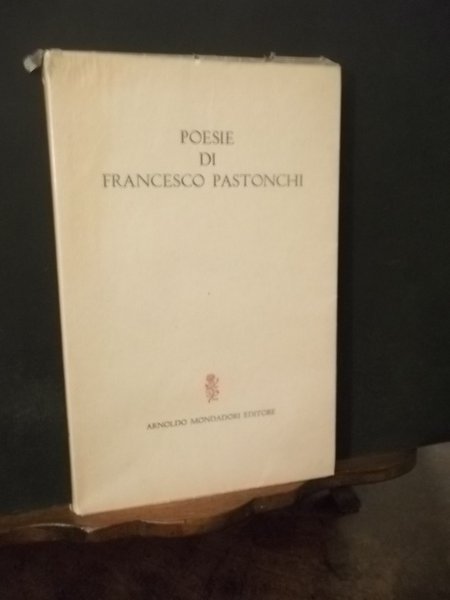 POESIE
DI
FRANCESCO PASTONCHI
ARNOLDO MONDADORI EDITORE